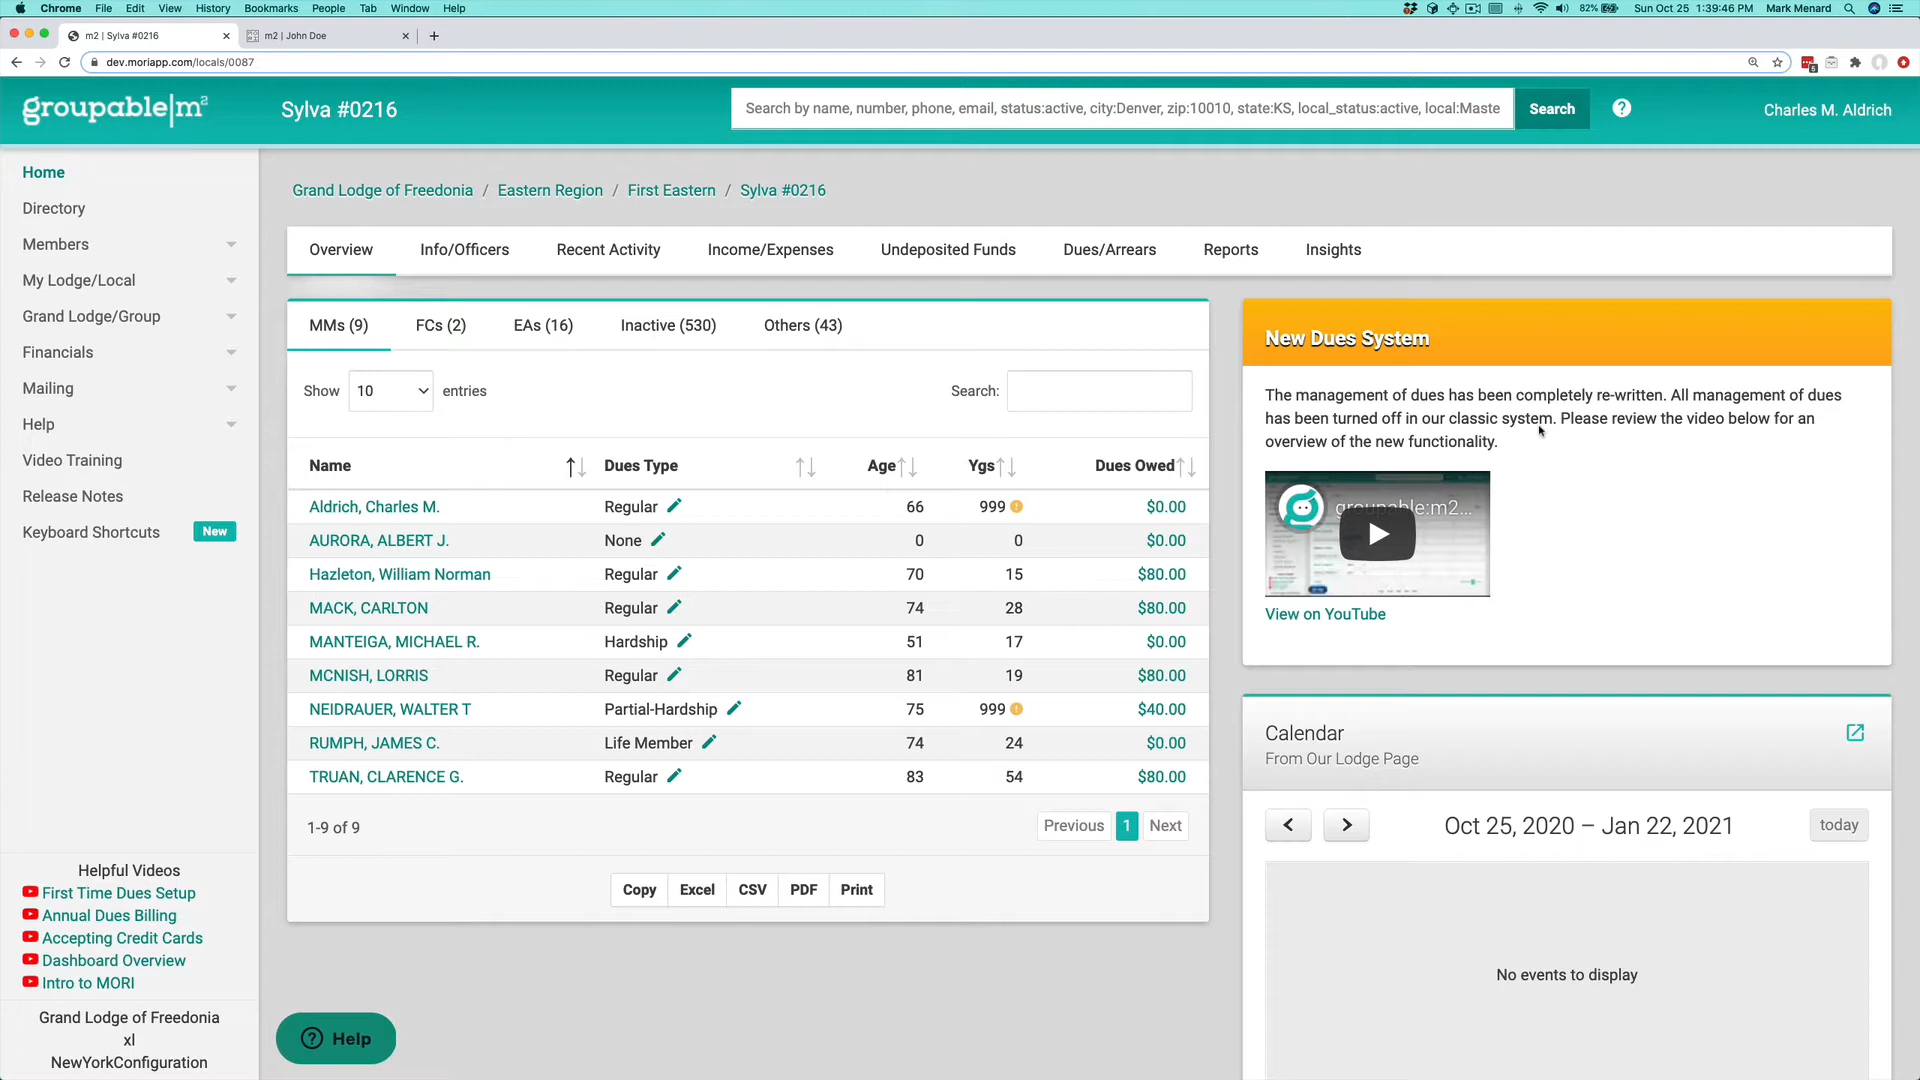 Chrome File Edit View History Bookmarks People Tab Window Help 82% Sun Oct 25 1:39:46 PM Mark Menard
m2 | Sylva #0216 m2 | John Doe
dev.moriapp.com/locals/0087
groupable|m² Sylva #0216 Search by name, number, phone, email, status:active, city:Denver, zip:10010, state:KS, local_status:active, local:Maste Search Charles M. Aldrich
Home
Directory
Members
My Lodge/Local
Grand Lodge/Group
Financials
Mailing
Help
Video Training
Release Notes
Keyboard Shortcuts New
Helpful Videos
First Time Dues Setup
Annual Dues Billing
Accepting Credit Cards
Dashboard Overview
Intro to MORI
Grand Lodge of Freedonia
xl
NewYorkConfiguration
Grand Lodge of Freedonia / Eastern Region / First Eastern / Sylva #0216
Overview Info/Officers Recent Activity Income/Expenses Undeposited Funds Dues/Arrears Reports Insights
MMs (9) FCs (2) EAs (16) Inactive (530) Others (43)
Show 10 entries Search:
Name Dues Type Age Ygs Dues Owed
Aldrich, Charles M. Regular 66 999 $0.00
AURORA, ALBERT J. None 0 0 $0.00
Hazleton, William Norman Regular 70 15 $80.00
MACK, CARLTON Regular 74 28 $80.00
MANTEIGA, MICHAEL R. Hardship 51 17 $0.00
MCNISH, LORRIS Regular 81 19 $80.00
NEIDRAUER, WALTER T Partial-Hardship 75 999 $40.00
RUMPH, JAMES C. Life Member 74 24 $0.00
TRUAN, CLARENCE G. Regular 83 54 $80.00
1-9 of 9 Previous 1 Next
Copy Excel CSV PDF Print
Help
New Dues System
The management of dues has been completely re-written. All management of dues
has been turned off in our classic system. Please review the video below for an
overview of the new functionality.
groupable:m2...
View on YouTube
Calendar
From Our Lodge Page
Oct 25, 2020 – Jan 22, 2021 today
No events to display